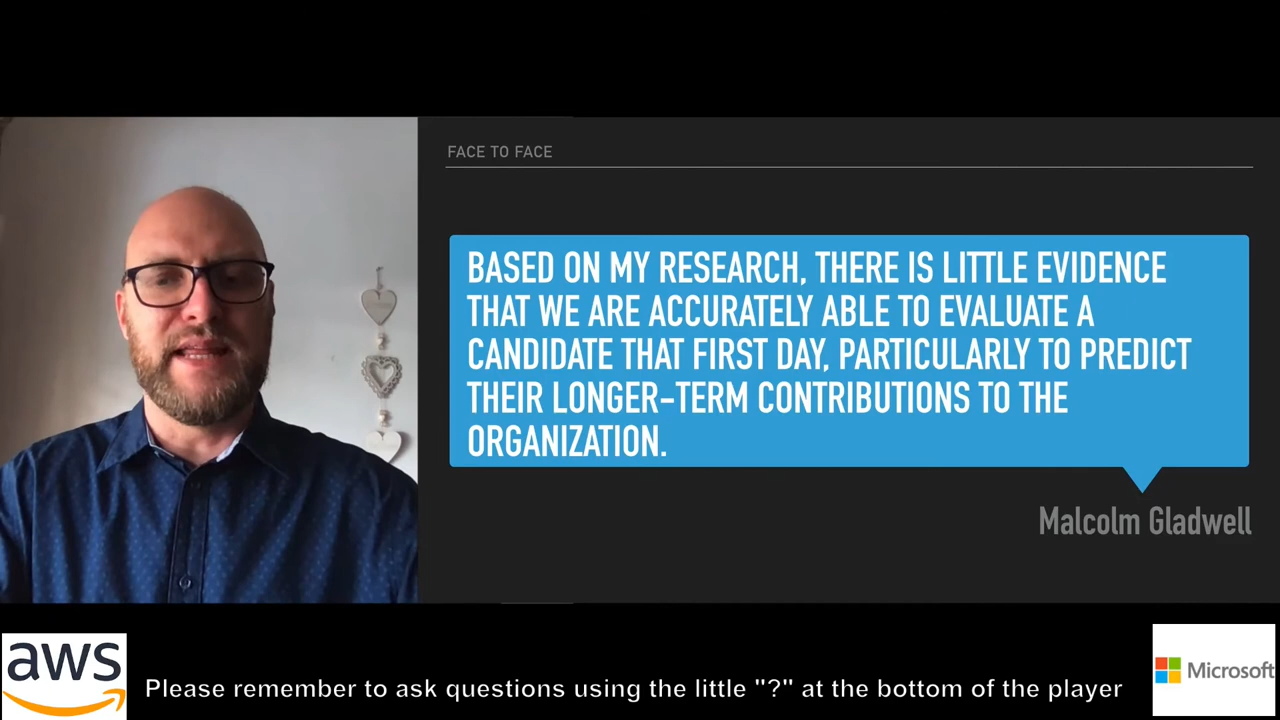 FACE TO FACE
BASED ON MY RESEARCH, THERE IS LITTLE EVIDENCE
THAT WE ARE ACCURATELY ABLE TO EVALUATE A
CANDIDATE THAT FIRST DAY, PARTICULARLY TO PREDICT
THEIR LONGER-TERM CONTRIBUTIONS TO THE
ORGANIZATION.
Malcolm Gladwell
aws
Please remember to ask questions using the little "?" at the bottom of the player
Microsoft